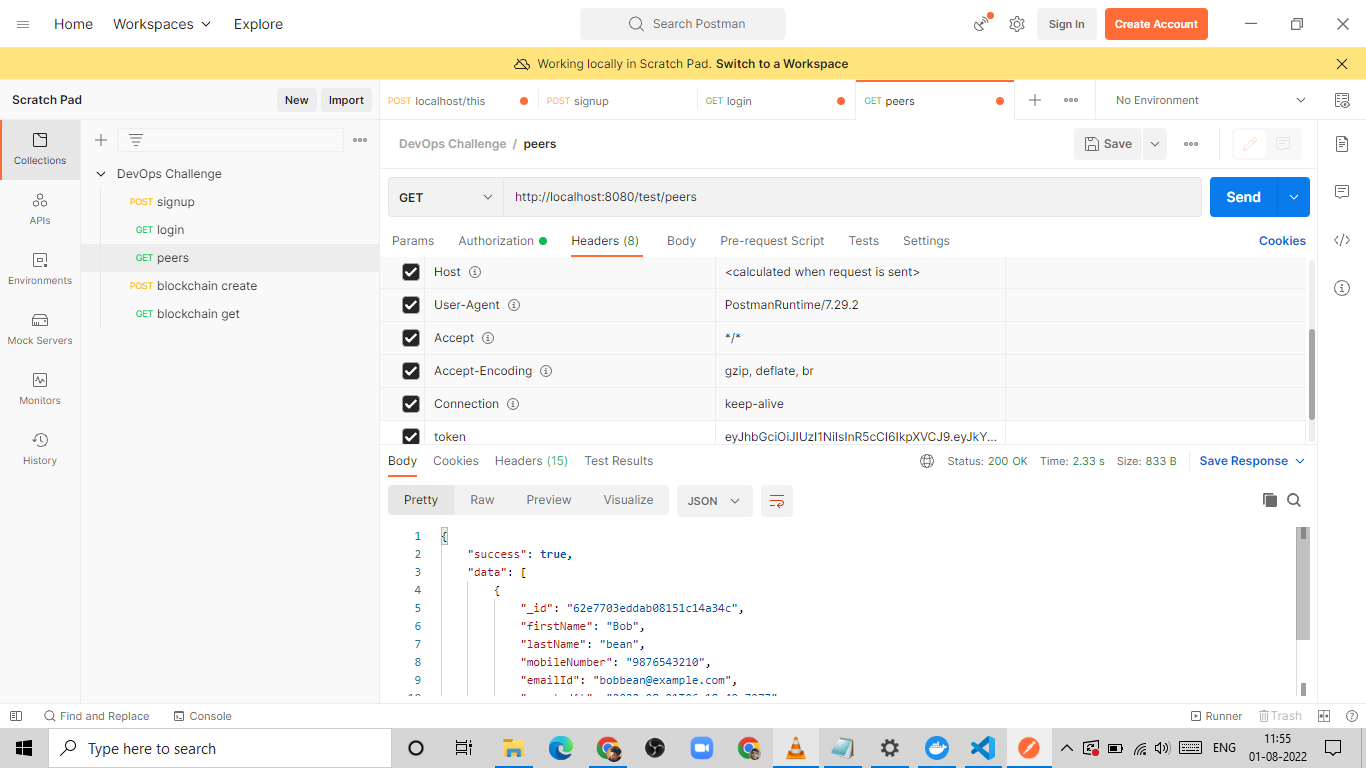 Home Workspaces Explore Search Postman Sign In Create Account
Working locally in Scratch Pad. Switch to a Workspace
Scratch Pad New Import POST localhost/this POST signup GET login GET peers No Environment
Collections
APIs
Environments
Mock Servers
Monitors
History
DevOps Challenge
POST signup
GET login
GET peers
POST blockchain create
GET blockchain get
DevOps Challenge / peers Save
GET http://localhost:8080/test/peers Send
Params Authorization Headers (8) Body Pre-request Script Tests Settings Cookies
Host <calculated when request is sent>
User-Agent PostmanRuntime/7.29.2
Accept */*
Accept-Encoding gzip, deflate, br
Connection keep-alive
token eyJhbGciOiJIUzI1NiIsInR5cCI6IkpXVCJ9.eyJkY...
Body Cookies Headers (15) Test Results Status: 200 OK Time: 2.33 s Size: 833 B Save Response
Pretty Raw Preview Visualize JSON
1 {
2 "success": true,
3 "data": [
4 {
5 "_id": "62e7703eddab08151c14a34c",
6 "firstName": "Bob",
7 "lastName": "bean",
8 "mobileNumber": "9876543210",
9 "emailId": "bobbean@example.com",
Find and Replace Console Runner Trash
Type here to search ENG 11:55
01-08-2022